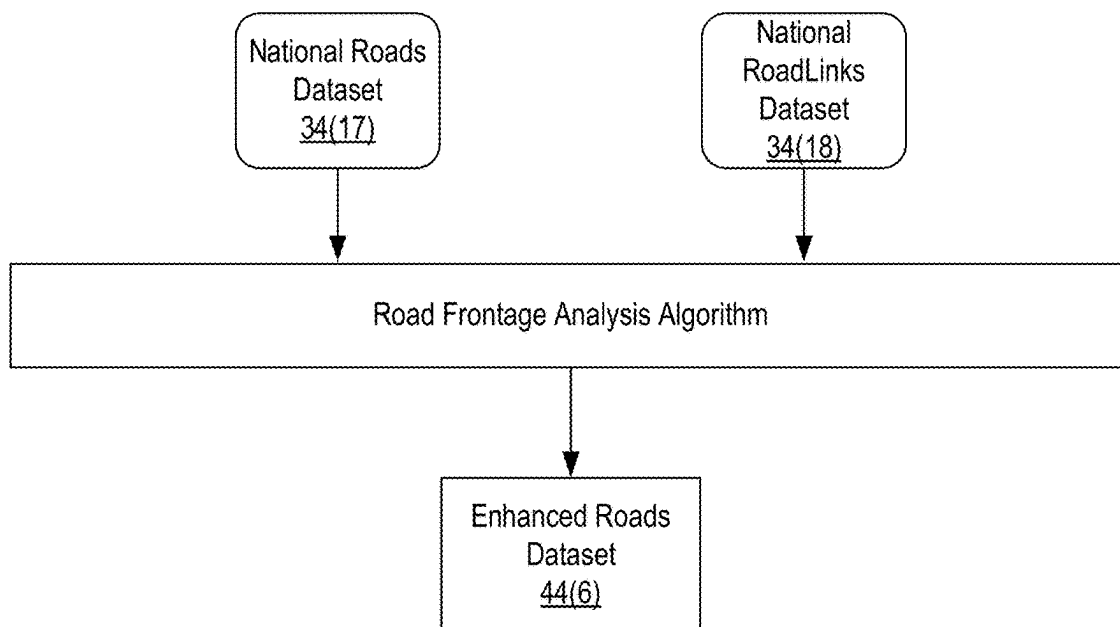 National Roads
Dataset
34(17)
National
RoadLinks
Dataset
34(18)
Road Frontage Analysis Algorithm
Enhanced Roads
Dataset
44(6)